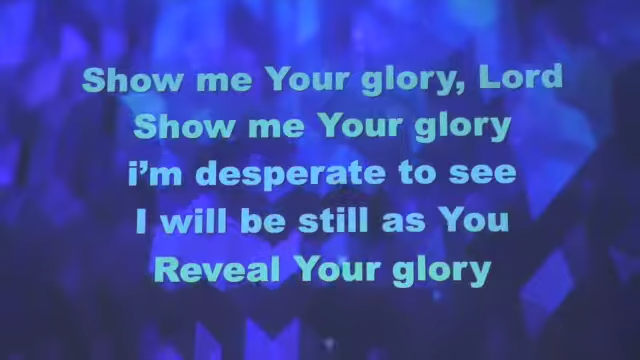 Show me Your glory, Lord
Show me Your glory
i'm desperate to see
I will be still as You
Reveal Your glory